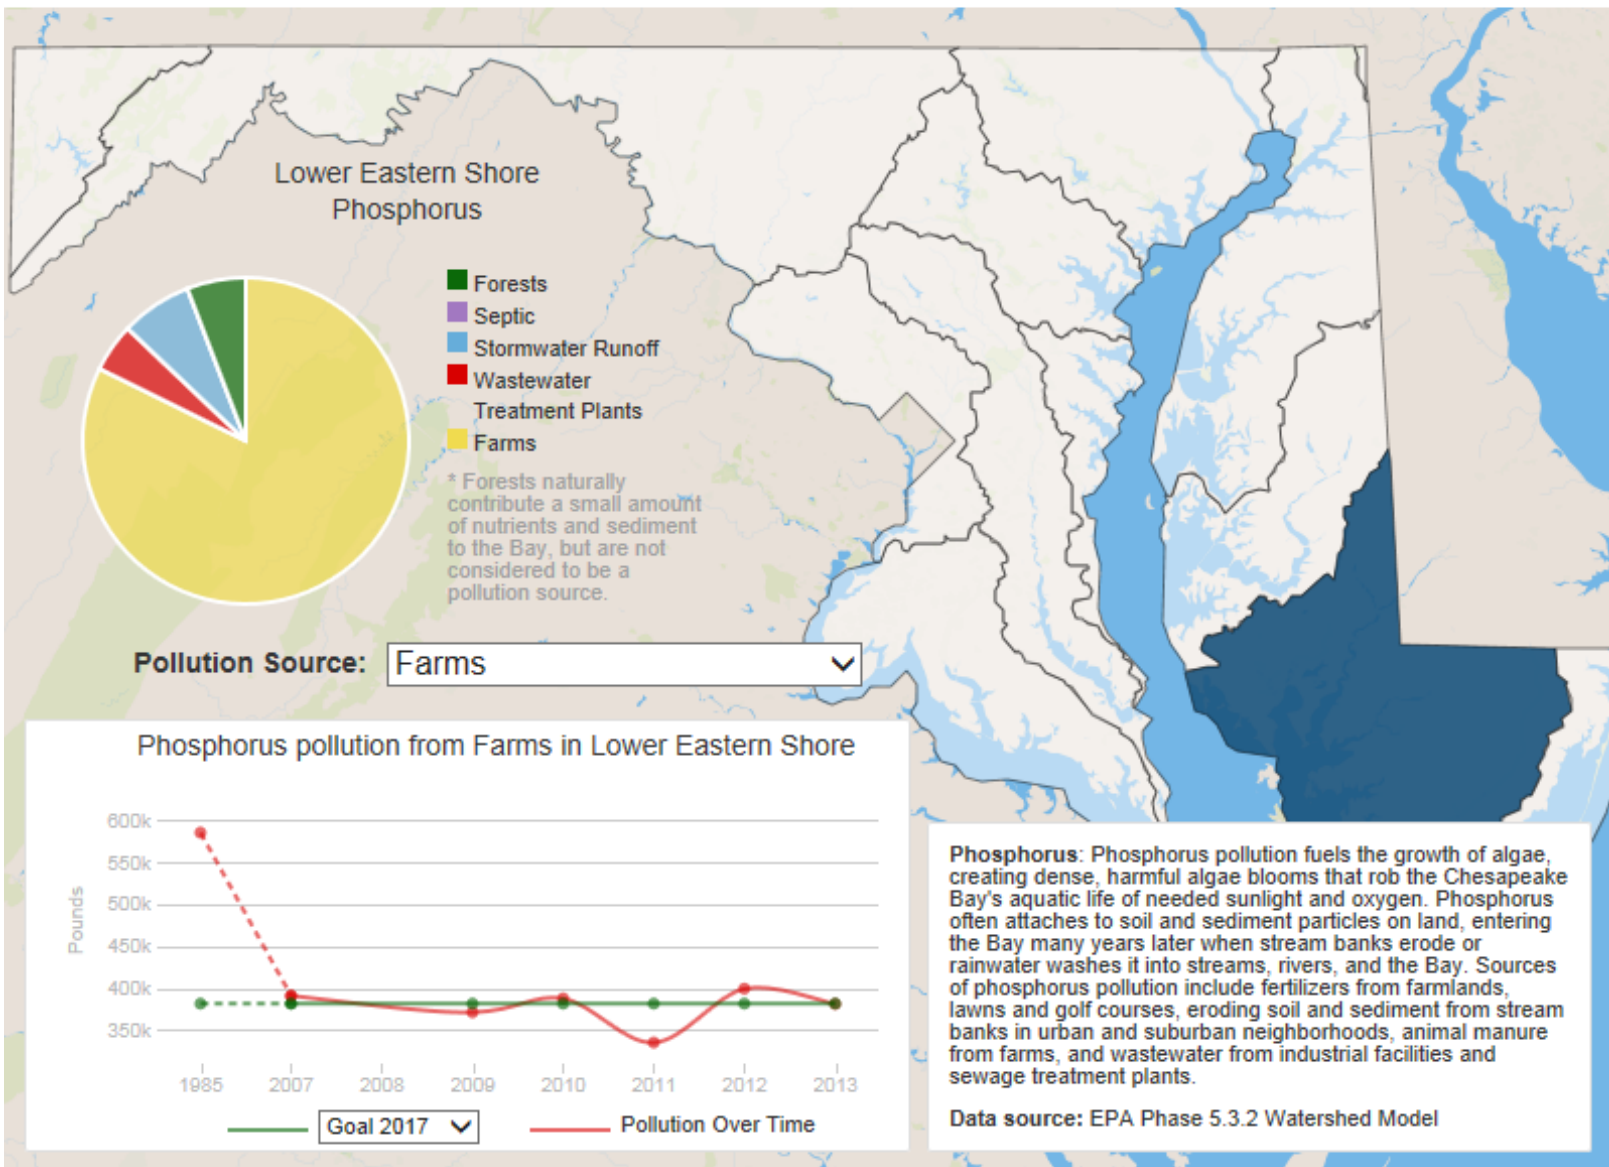 Lower Eastern Shore
Phosphorus
Forests
Septic
Stormwater Runoff
Wastewater
Treatment Plants
Farms
* Forests naturally
contribute a small amount
of nutrients and sediment
to the Bay, but are not
considered to be a
pollution source.
Pollution Source: Farms
Phosphorus pollution from Farms in Lower Eastern Shore
Pounds
600k
550k
500k
450k
400k
350k
1985 2007 2008 2009 2010 2011 2012 2013
Goal 2017 Pollution Over Time
Phosphorus: Phosphorus pollution fuels the growth of algae,
creating dense, harmful algae blooms that rob the Chesapeake
Bay's aquatic life of needed sunlight and oxygen. Phosphorus
often attaches to soil and sediment particles on land, entering
the Bay many years later when stream banks erode or
rainwater washes it into streams, rivers, and the Bay. Sources
of phosphorus pollution include fertilizers from farmlands,
lawns and golf courses, eroding soil and sediment from stream
banks in urban and suburban neighborhoods, animal manure
from farms, and wastewater from industrial facilities and
sewage treatment plants.
Data source: EPA Phase 5.3.2 Watershed Model